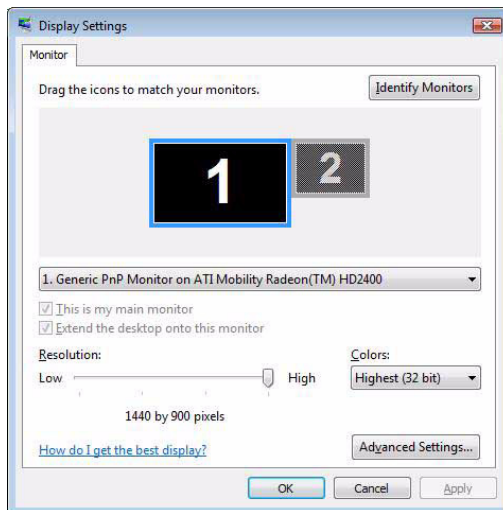 Display Settings
Monitor
Drag the icons to match your monitors.
Identify Monitors
1
2
1. Generic PnP Monitor on ATI Mobility Radeon(TM) HD2400
This is my main monitor
Extend the desktop onto this monitor
Resolution:
Colors:
Low
High
Highest (32 bit)
1440 by 900 pixels
How do I get the best display?
Advanced Settings...
OK
Cancel
Apply